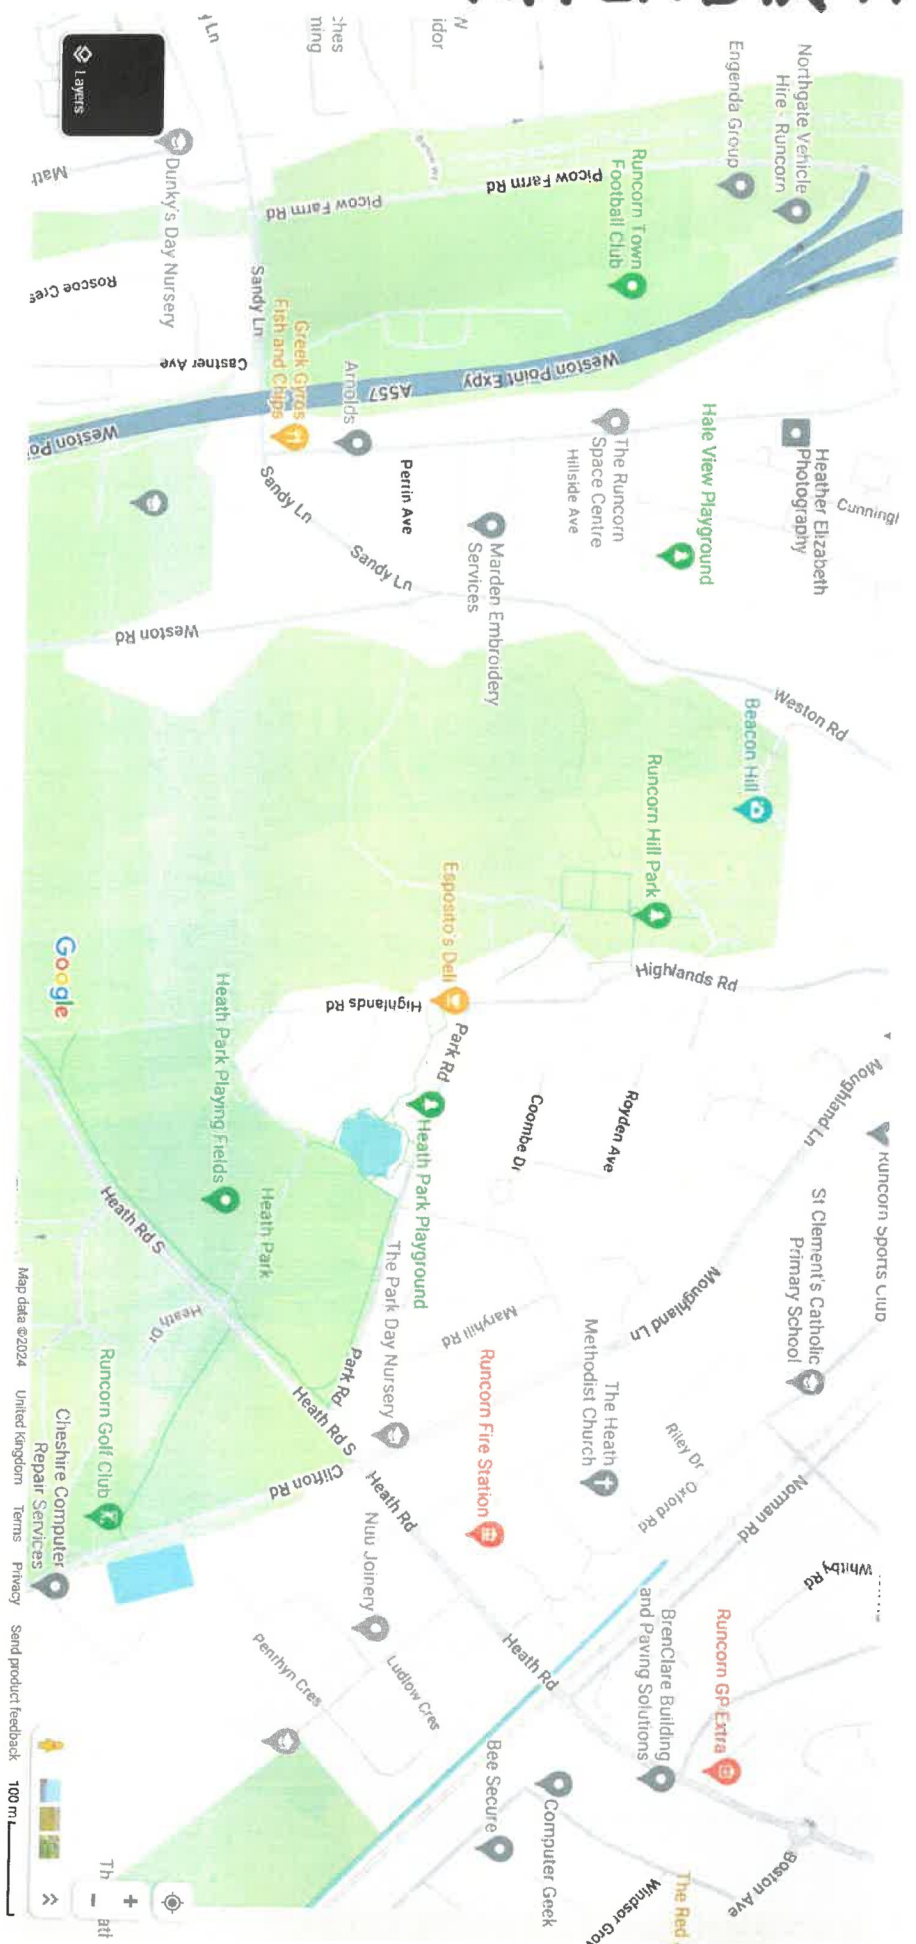 Northgate Vehicle
Hire - Runcorn
Engenda Group
Picow Farm Rd
Runcorn Town
Football Club
Picow Farm Rd
Dunky's Day Nursery
Layers
Roscoe Cres
Sandy Ln
Castner Ave
Greek Gyros
Fish and Chips
Arnolds
A557
Weston Point Expy
Hale View Playground
Heather Elizabeth
Photography
The Runcorn
Space Centre
Hillside Ave
Perrin Ave
Sandy Ln
Sandy Ln
Marden Embroidery
Services
Weston Rd
Weston Rd
Beacon Hill
Runcorn Hill Park
Esposito's Deli
Highlands Rd
Highlands Rd
Google
Heath Park Playing Fields
Park Rd
Heath Park Playground
Coombe Dr
Royden Ave
Moughland Ln
Runcorn Sports Club
St Clement's Catholic
Primary School
Moughland Ln
Maryhill Rd
The Heath
Methodist Church
Runcorn Fire Station
The Park Day Nursery
Heath Park
Heath Rd S
Heath Dr
Park Rd
Heath Rd S
Clifton Rd
Heath Rd
Riley Dr
Oxford Rd
Norman Rd
Whitby Rd
Runcorn Golf Club
Cheshire Computer
Repair Services
Nuu Joinery
Ludlow Cres
Penrhyn Cres
Heath Rd
BrenClare Building
and Paving Solutions
Runcorn GP Extra
Bee Secure
Computer Geek
Boston Ave
The Red
Map data ©2024 United Kingdom Terms Privacy Send product feedback 100 m